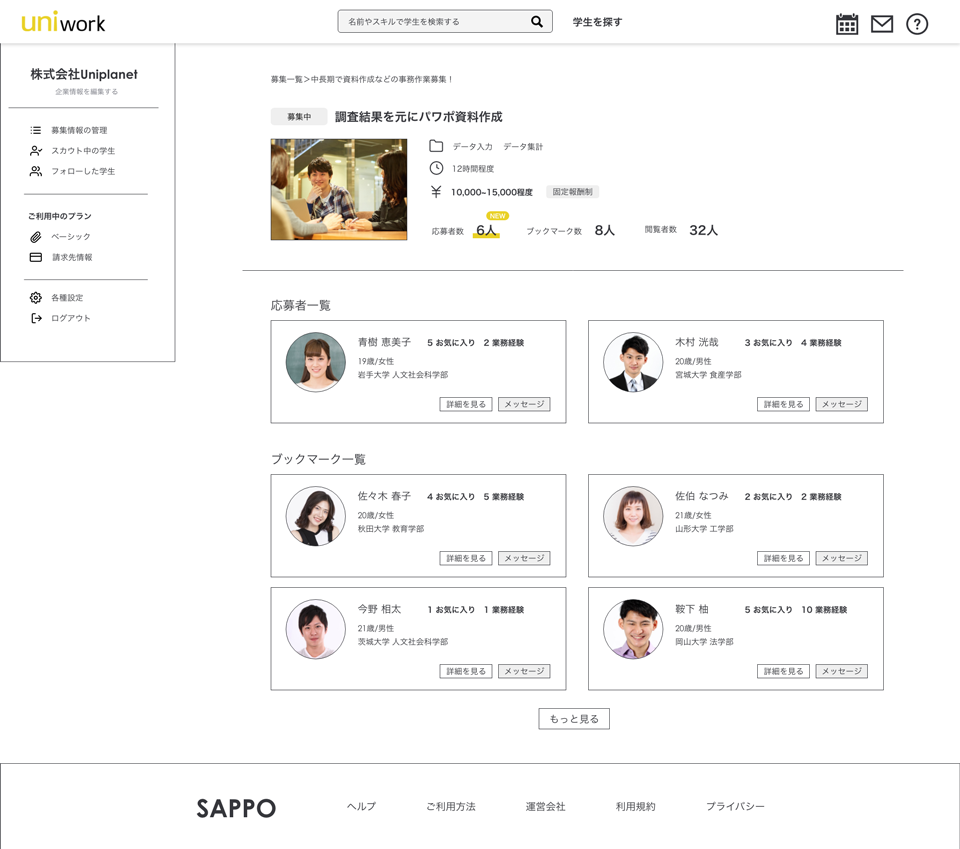 uniwork
名前やスキルで学生を検索する
学生を探す
株式会社Uniplanet
企業情報を編集する
募集情報の管理
スカウト中の学生
フォローした学生
ご利用中のプラン
ベーシック
請求先情報
各種設定
ログアウト
募集一覧＞中長期で資料作成などの事務作業募集！
募集中 調査結果を元にパワポ資料作成
データ入力 データ集計
12時間程度
10,000~15,000程度 固定報酬制
NEW
応募者数 6人 ブックマーク数 8人 閲覧者数 32人
応募者一覧
青樹 恵美子 5 お気に入り 2 業務経験
19歳/女性
岩手大学 人文社会科学部
詳細を見る メッセージ
木村 洸哉 3 お気に入り 4 業務経験
20歳/男性
宮城大学 食産学部
詳細を見る メッセージ
ブックマーク一覧
佐々木 春子 4 お気に入り 5 業務経験
20歳/女性
秋田大学 教育学部
詳細を見る メッセージ
佐伯 なつみ 2 お気に入り 2 業務経験
21歳/女性
山形大学 工学部
詳細を見る メッセージ
今野 相太 1 お気に入り 1 業務経験
21歳/男性
茨城大学 人文社会科学部
詳細を見る メッセージ
鞍下 柚 5 お気に入り 10 業務経験
20歳/男性
岡山大学 法学部
詳細を見る メッセージ
もっと見る
SAPPO ヘルプ ご利用方法 運営会社 利用規約 プライバシー